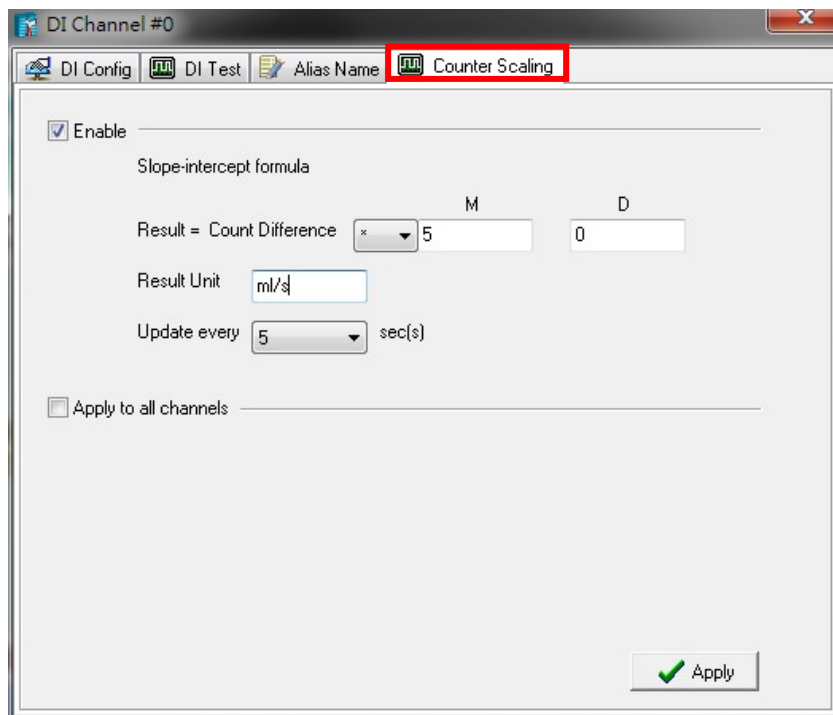 DI Channel #0
DI Config DI Test Alias Name Counter Scaling
Enable
Slope-intercept formula
M D
Result = Count Difference * 5 0
Result Unit ml/s
Update every 5 sec(s)
Apply to all channels
Apply